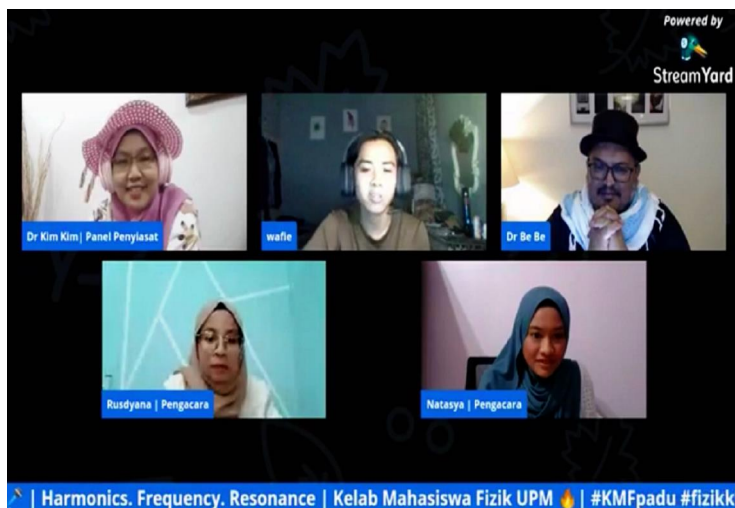 Powered by
StreamYard
Dr Kim Kim| Panel Penyiasat
wafie
Dr Be Be
Rusdyana | Pengacara
Natasya | Pengacara
| Harmonics. Frequency. Resonance | Kelab Mahasiswa Fizik UPM 🔥 | #KMFpadu #fizikk